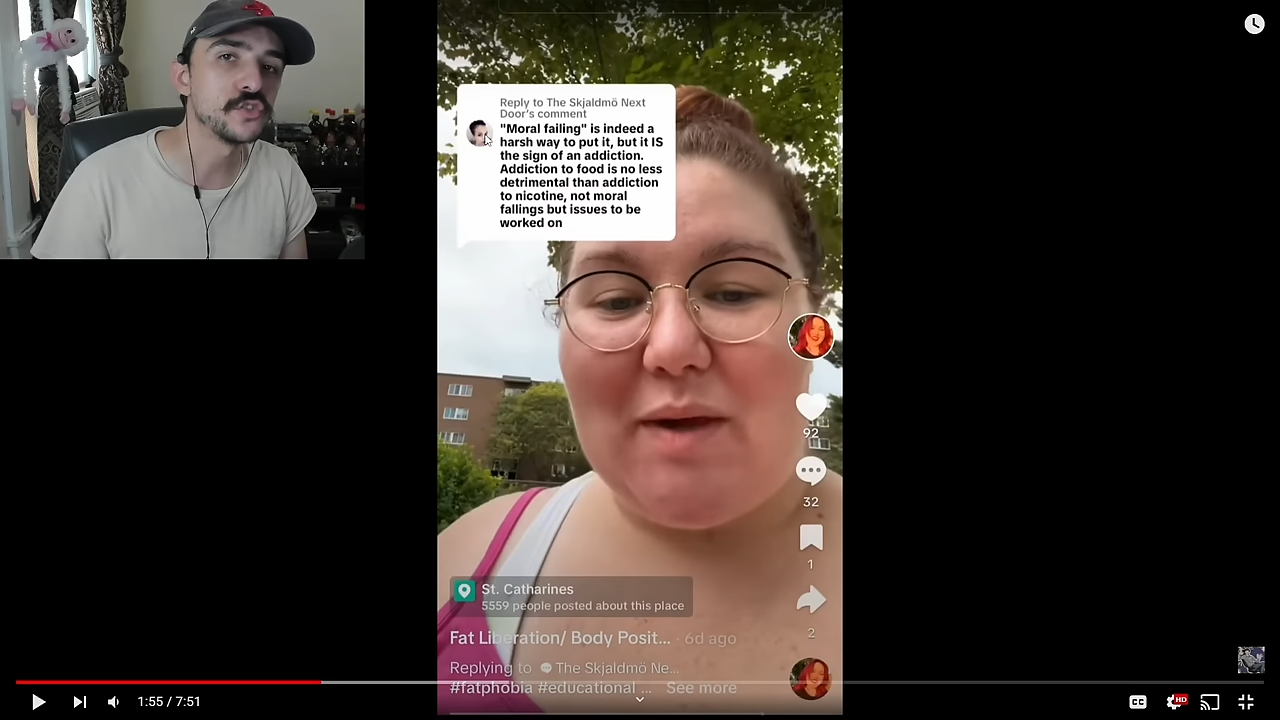 Reply to The Skjaldmö Next
Door's comment
"Moral failing" is indeed a
harsh way to put it, but it IS
the sign of an addiction.
Addiction to food is no less
detrimental than addiction
to nicotine, not moral
fallings but issues to be
worked on
92
32
1
2
St. Catharines
5559 people posted about this place
Fat Liberation/ Body Posit... · 6d ago
Replying to The Skjaldmö Ne...
#fatphobia #educational ... See more
1:55 / 7:51
CC
HD